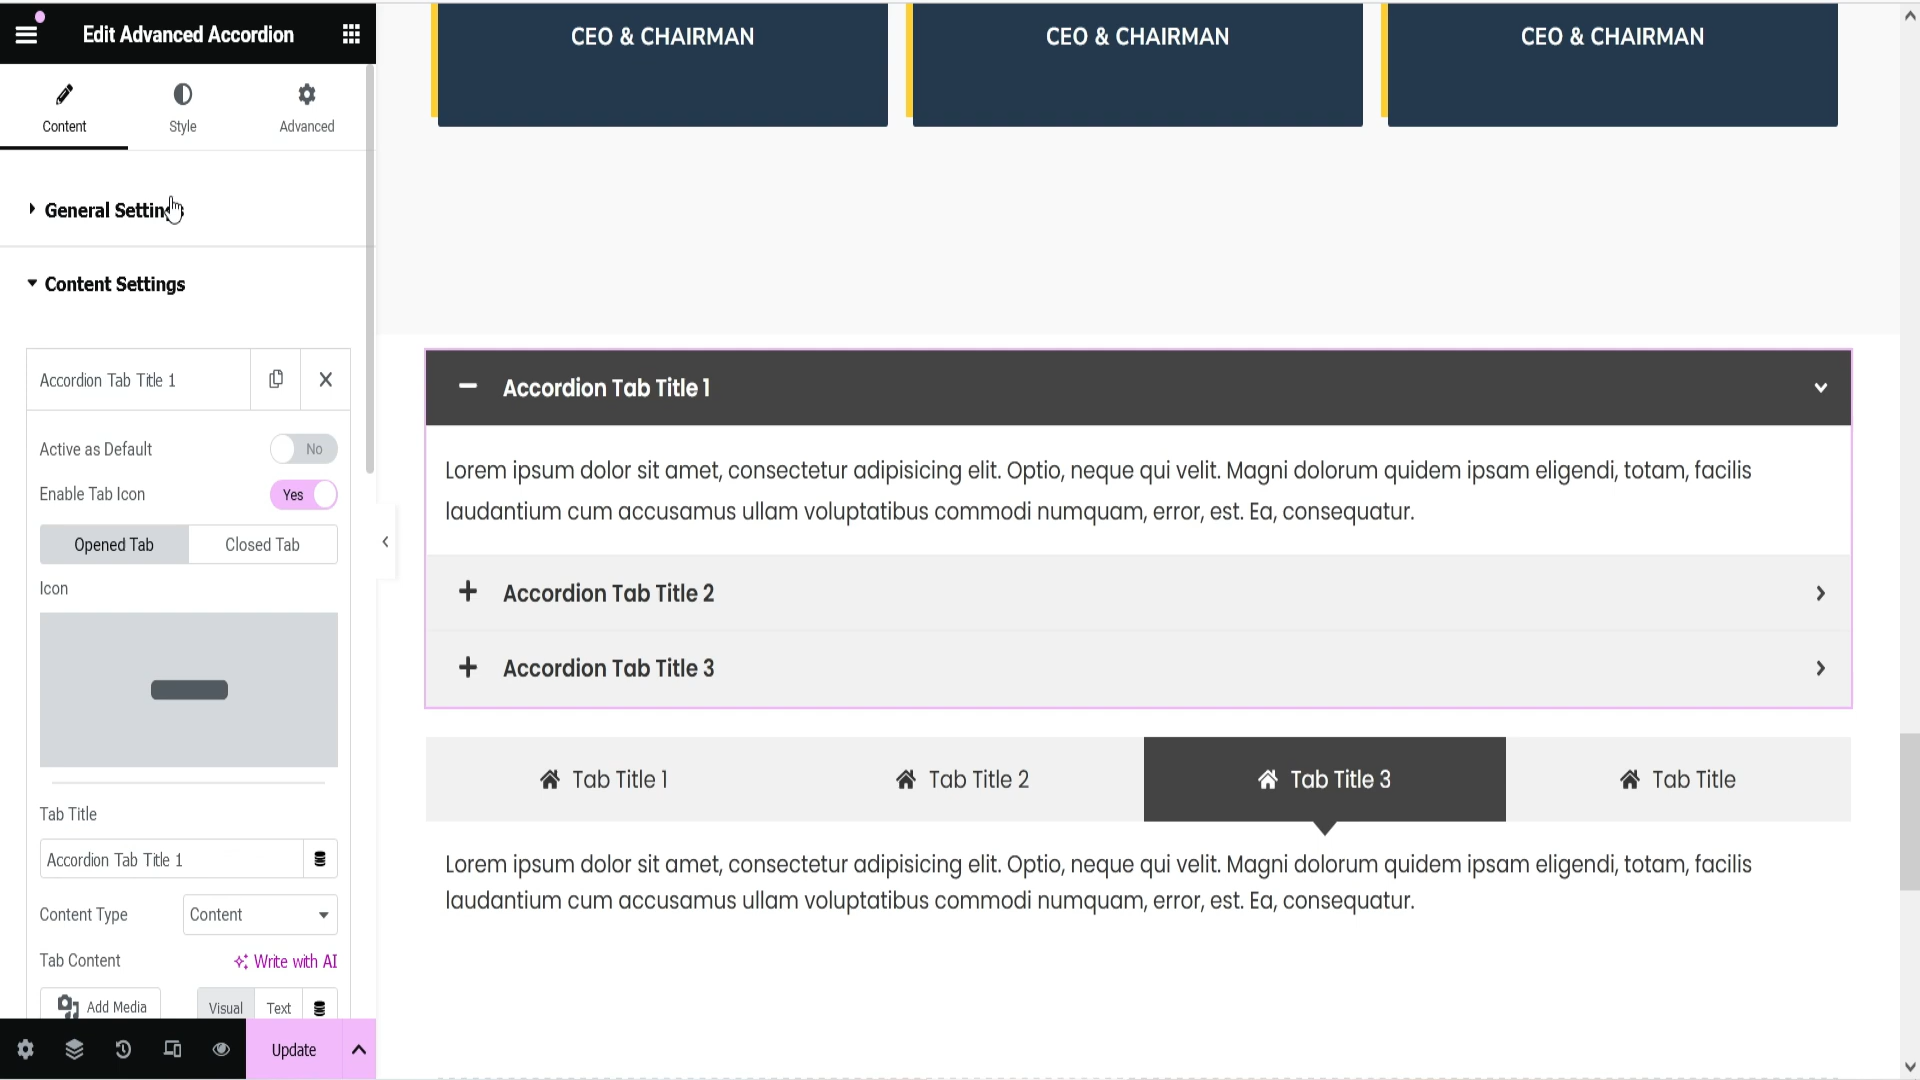 Edit Advanced Accordion
Content
Style
Advanced
General Settings
Content Settings
Accordion Tab Title 1
Active as Default
No
Enable Tab Icon
Yes
Opened Tab
Closed Tab
Icon
Tab Title
Accordion Tab Title 1
Content Type
Content
Tab Content
Write with AI
Add Media
Visual
Text
Update
CEO & CHAIRMAN
CEO & CHAIRMAN
CEO & CHAIRMAN
Accordion Tab Title 1
Lorem ipsum dolor sit amet, consectetur adipisicing elit. Optio, neque qui velit. Magni dolorum quidem ipsam eligendi, totam, facilis
laudantium cum accusamus ullam voluptatibus commodi numquam, error, est. Ea, consequatur.
Accordion Tab Title 2
Accordion Tab Title 3
Tab Title 1
Tab Title 2
Tab Title 3
Tab Title
Lorem ipsum dolor sit amet, consectetur adipisicing elit. Optio, neque qui velit. Magni dolorum quidem ipsam eligendi, totam, facilis
laudantium cum accusamus ullam voluptatibus commodi numquam, error, est. Ea, consequatur.